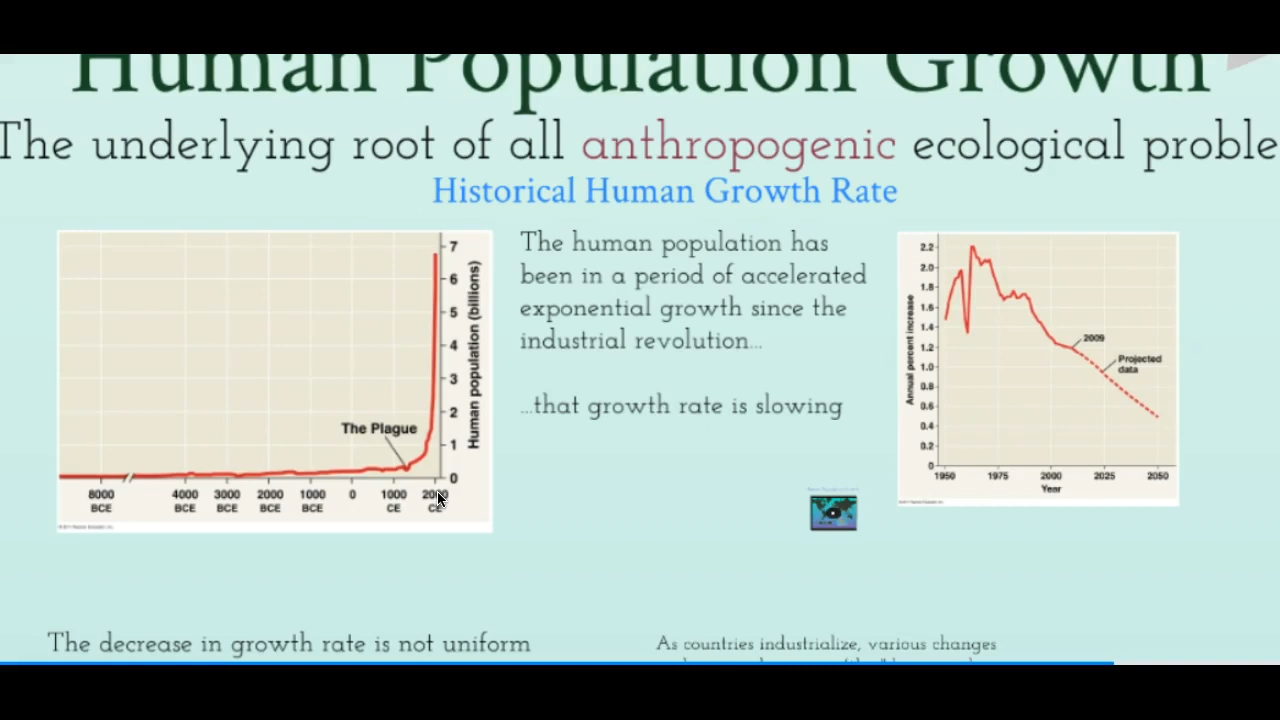 Human Population Growth
The underlying root of all anthropogenic ecological proble
Historical Human Growth Rate
The human population has
been in a period of accelerated
exponential growth since the
industrial revolution...
...that growth rate is slowing
7
6
5
4
3
2
1
0
Human population (billions)
The Plague
8000 BCE
4000 BCE
3000 BCE
2000 BCE
1000 BCE
0
1000 CE
2000 CE
2.2
2.0
1.8
1.6
1.4
1.2
1.0
0.8
0.6
0.4
0.2
0
Annual percent increase
2009
Projected
data
1950 1975 2000 2025 2050
Year
The decrease in growth rate is not uniform
As countries industrialize, various changes